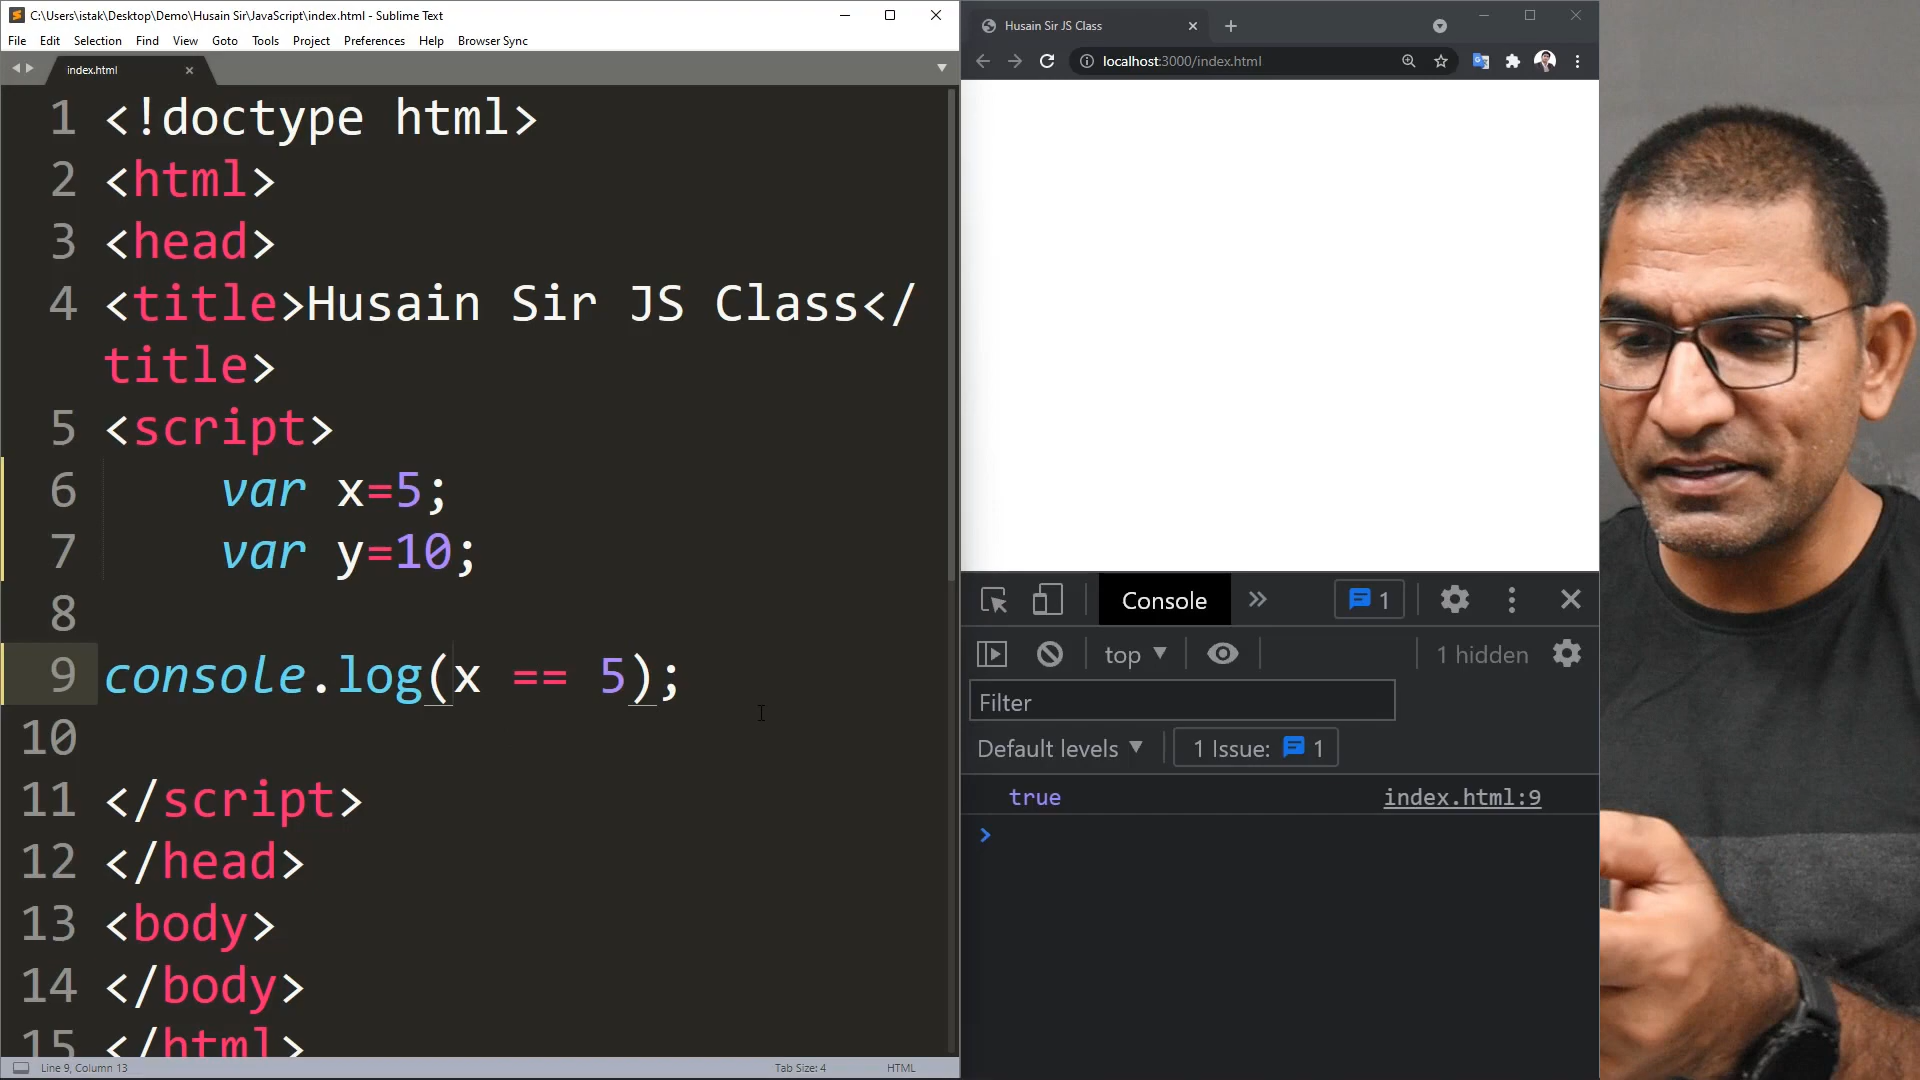 C:\Users\istak\Desktop\Demo\Husain Sir\JavaScript\index.html - Sublime Text
File Edit Selection Find View Goto Tools Project Preferences Help Browser Sync
index.html
1 <!doctype html>
2 <html>
3 <head>
4 <title>Husain Sir JS Class</
title>
5 <script>
6 var x=5;
7 var y=10;
8
9 console.log(x == 5);
10
11 </script>
12 </head>
13 <body>
14 </body>
15 </html>
Line 9, Column 13 Tab Size: 4 HTML
Husain Sir JS Class
localhost:3000/index.html
Console 1
top 1 hidden
Filter
Default levels 1 Issue: 1
true index.html:9